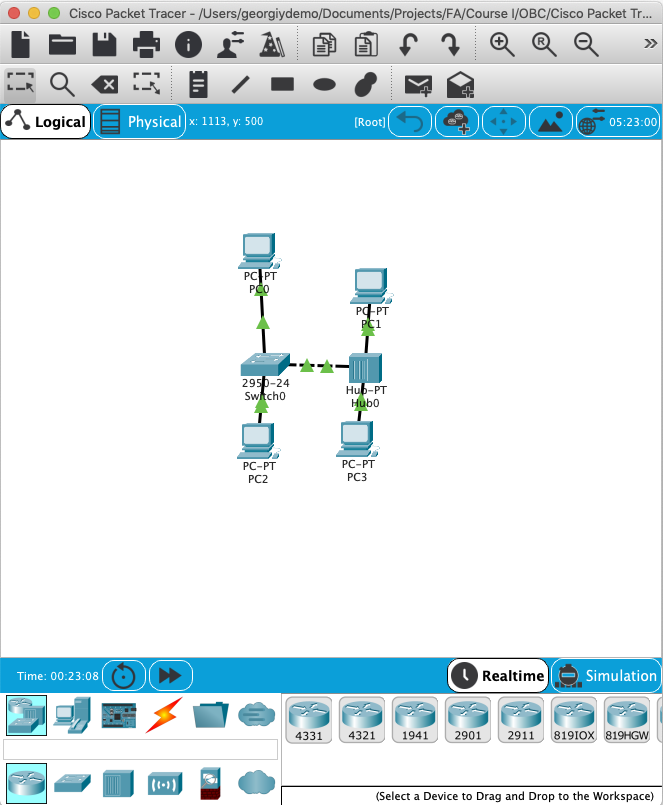 Cisco Packet Tracer - /Users/georgiydemo/Documents/Projects/FA/Course I/OBC/Cisco Packet Tr...
Logical
Physical
x: 1113, y: 500
[Root]
05:23:00
PC-PT
PC0
PC-PT
PC1
2950-24
Switch0
Hub-PT
Hub0
PC-PT
PC2
PC-PT
PC3
Time: 00:23:08
Realtime
Simulation
4331
4321
1941
2901
2911
819IOX
819HGW
(Select a Device to Drag and Drop to the Workspace)